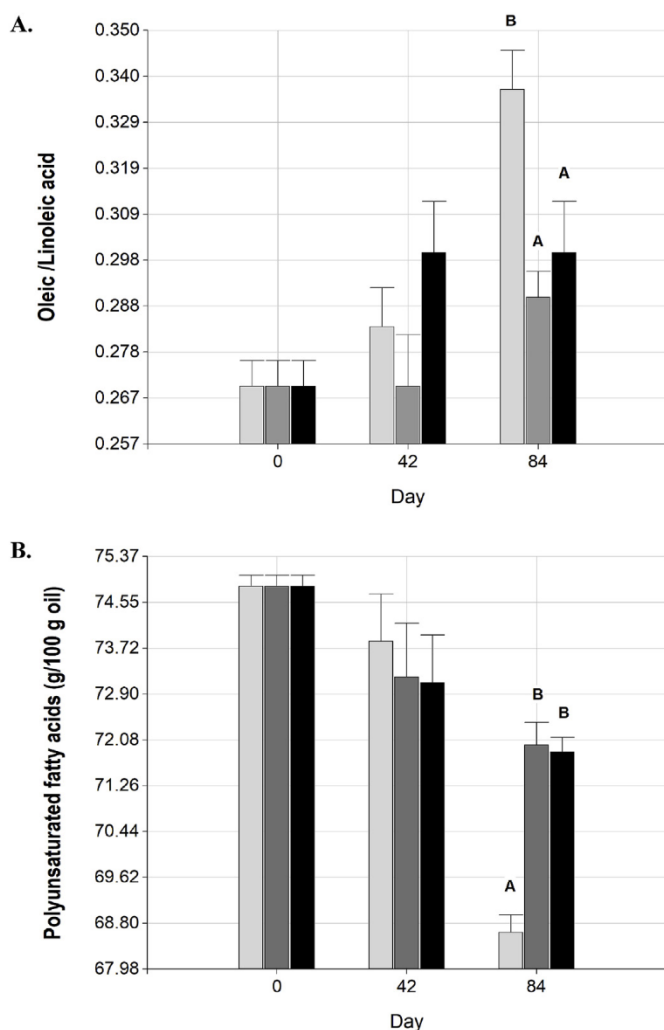 A.
Oleic /Linoleic acid
0.350
0.340
0.329
0.319
0.309
0.298
0.288
0.278
0.267
0.257
B
A
A
0
42
84
Day
B.
Polyunsaturated fatty acids (g/100 g oil)
75.37
74.55
73.72
72.90
72.08
71.26
70.44
69.62
68.80
67.98
A
B
B
0
42
84
Day